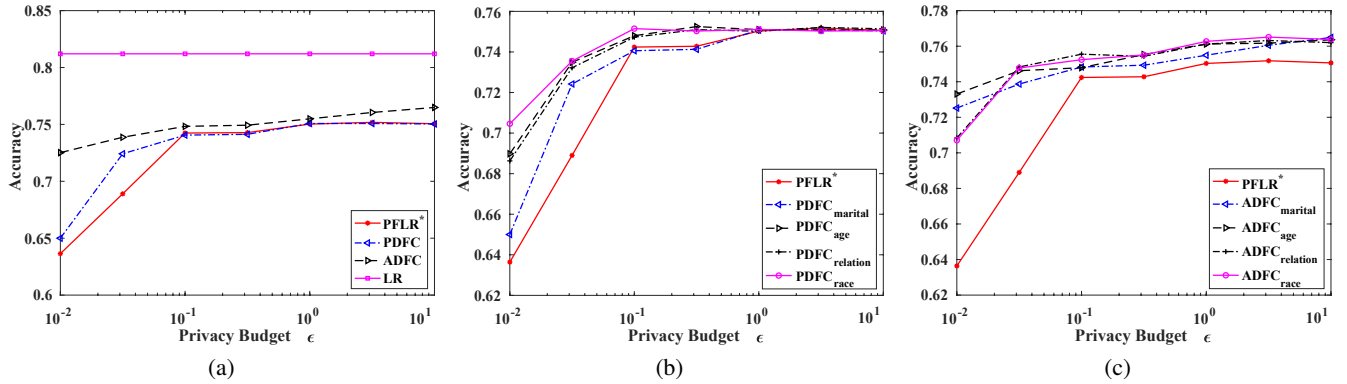 0.85
0.8
0.75
0.7
0.65
0.6
Accuracy
10^-2
10^-1
10^0
10^1
Privacy Budget ϵ
PFLR*
PDFC
ADFC
LR
(a)
0.76
0.74
0.72
0.7
0.68
0.66
0.64
0.62
Accuracy
10^-2
10^-1
10^0
10^1
Privacy Budget ϵ
PFLR*
PDFC_marital
PDFC_age
PDFC_relation
PDFC_race
(b)
0.78
0.76
0.74
0.72
0.7
0.68
0.66
0.64
0.62
Accuracy
10^-2
10^-1
10^0
10^1
Privacy Budget ϵ
PFLR*
ADFC_marital
ADFC_age
ADFC_relation
ADFC_race
(c)